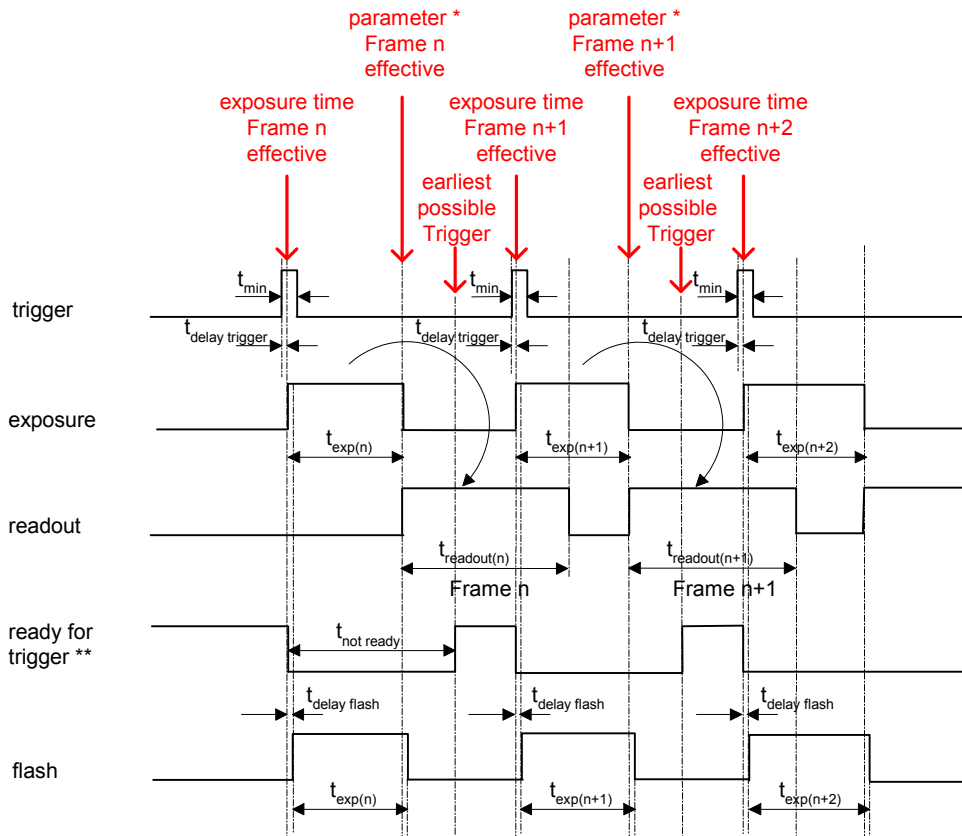 parameter *
Frame n
effective
parameter *
Frame n+1
effective
exposure time
Frame n
effective
exposure time
Frame n+1
effective
exposure time
Frame n+2
effective
earliest
possible
Trigger
earliest
possible
Trigger
trigger
tmin
tmin
tmin
tdelay trigger
tdelay trigger
tdelay trigger
exposure
texp(n)
texp(n+1)
texp(n+2)
readout
treadout(n)
treadout(n+1)
Frame n
Frame n+1
ready for
trigger **
tnot ready
tdelay flash
tdelay flash
tdelay flash
flash
texp(n)
texp(n+1)
texp(n+2)